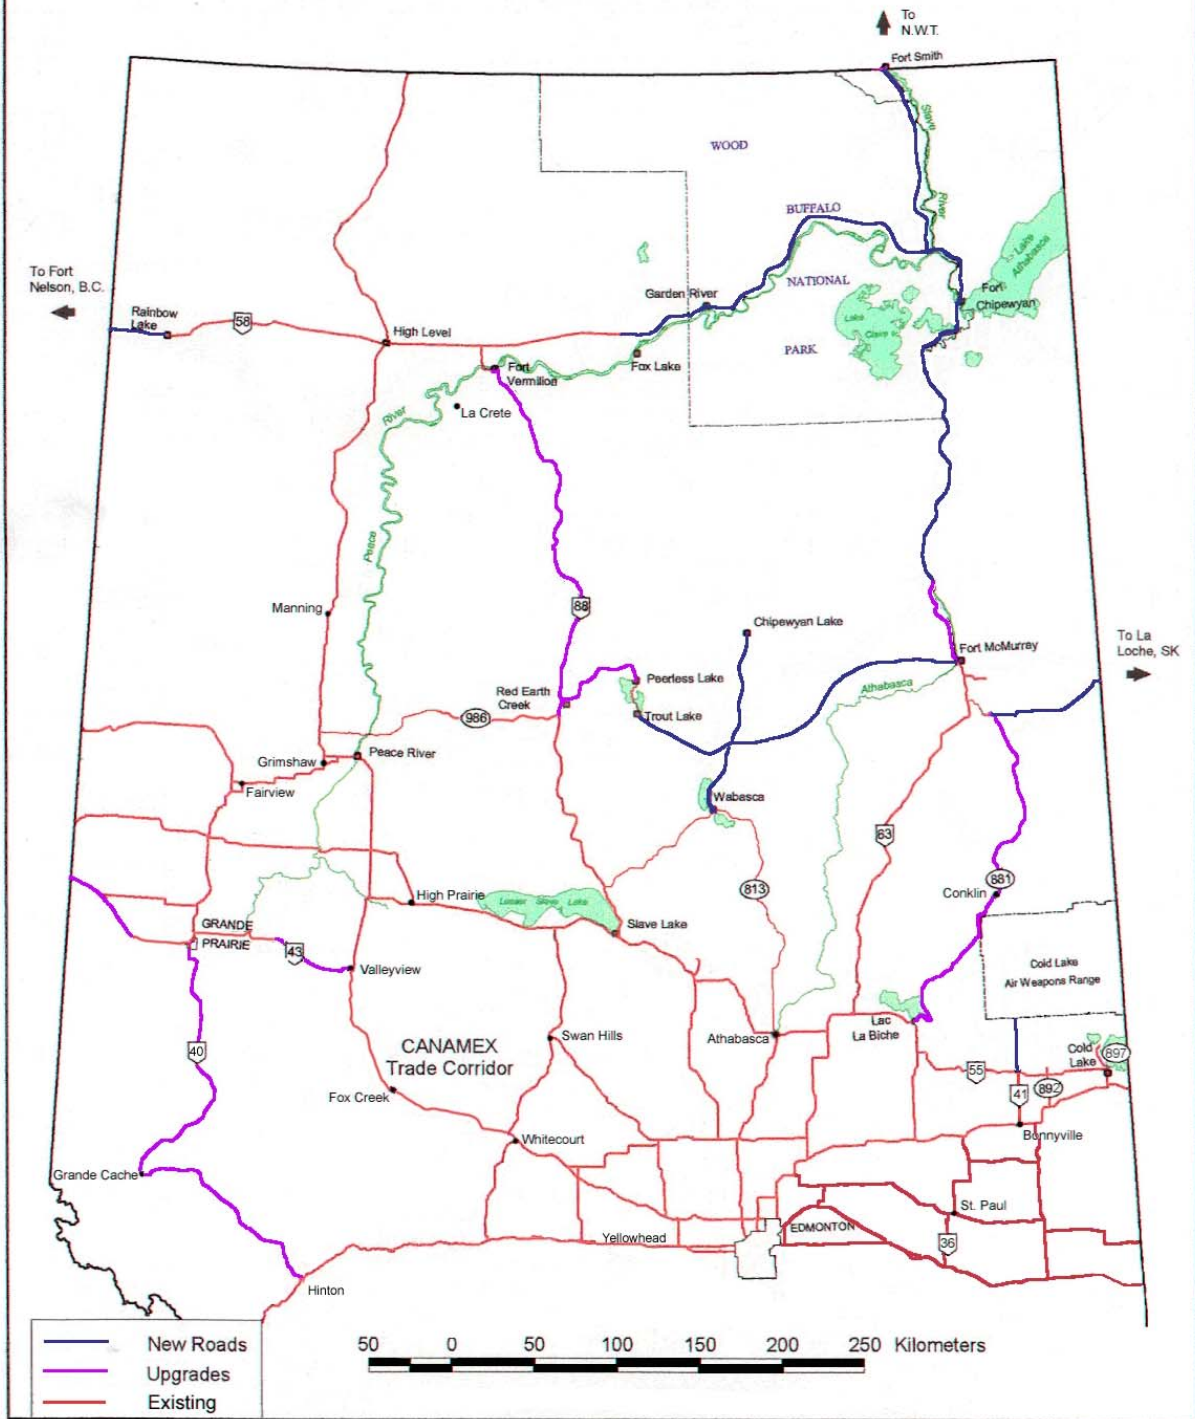 To
N.W.T.
Fort Smith
Slave
River
WOOD
BUFFALO
NATIONAL
PARK
Lake
Athabasca
To Fort
Nelson, B.C.
Rainbow
Lake
58
High Level
Garden River
Fort
Chipewyan
Lake
Claire
Fox Lake
Fort
Vermilion
La Crete
River
Peace
Manning
88
Chipewyan Lake
To La
Loche, SK
Fort McMurray
Peerless Lake
Athabasca
Red Earth
Creek
986
Trout Lake
Grimshaw
Peace River
Fairview
Wabasca
63
813
881
Conklin
High Prairie
Lesser Slave Lake
Slave Lake
GRANDE
PRAIRIE
43
Valleyview
Cold Lake
Air Weapons Range
Lac
La Biche
Athabasca
Swan Hills
CANAMEX
Trade Corridor
40
Cold
Lake
897
55
41
892
Fox Creek
Whitecourt
Bonnyville
Grande Cache
St. Paul
EDMONTON
Yellowhead
36
Hinton
New Roads
Upgrades
Existing
50 0 50 100 150 200 250 Kilometers